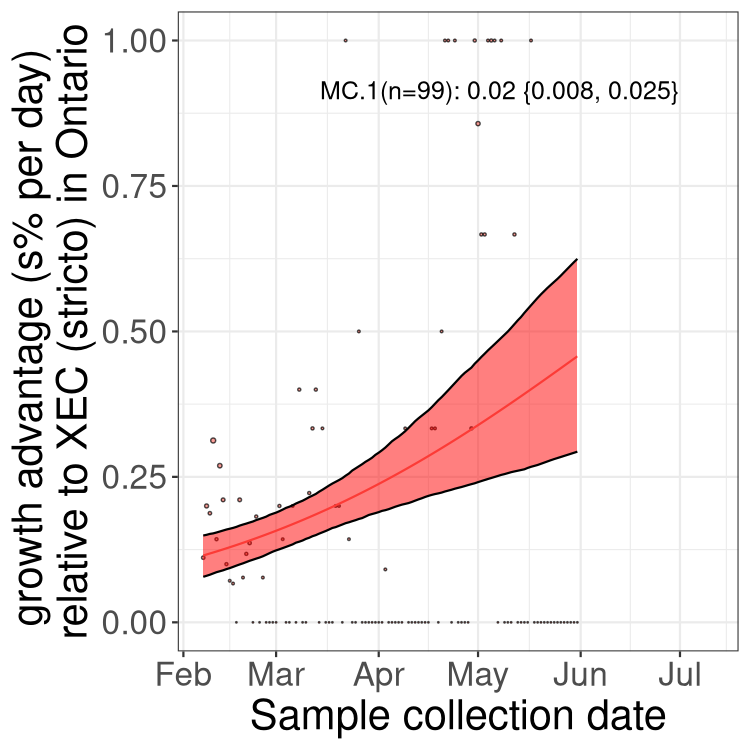 growth advantage (s% per day)
relative to XEC (stricto) in Ontario
1.00
0.75
0.50
0.25
0.00
MC.1(n=99): 0.02 {0.008, 0.025}
Feb Mar Apr May Jun Jul
Sample collection date